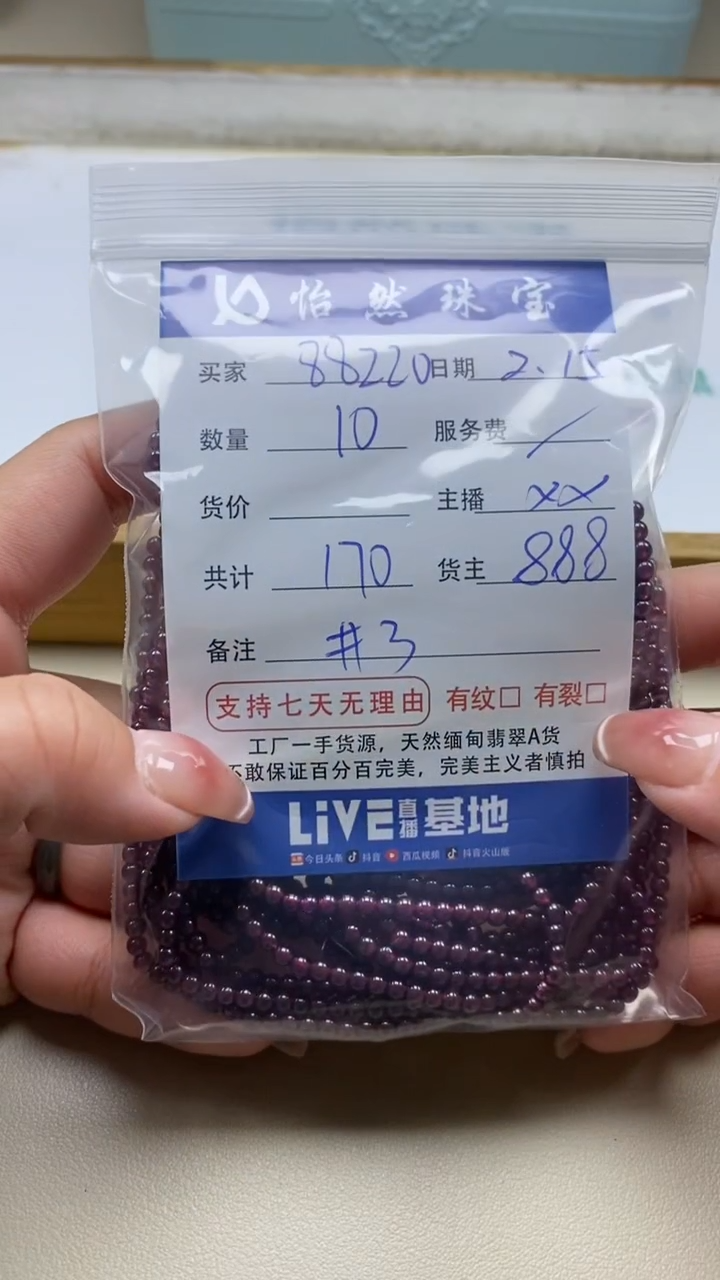 怡然珠宝
买家 88220 日期 2.15
数量 10 服务费 /
货价 主播 xx
共计 170 货主 888
备注 #3
支持七天无理由 有纹□ 有裂□
工厂一手货源，天然缅甸翡翠A货
不敢保证百分百完美，完美主义者慎拍
LiVE直播基地
今日头条 抖音 西瓜视频 抖音火山版